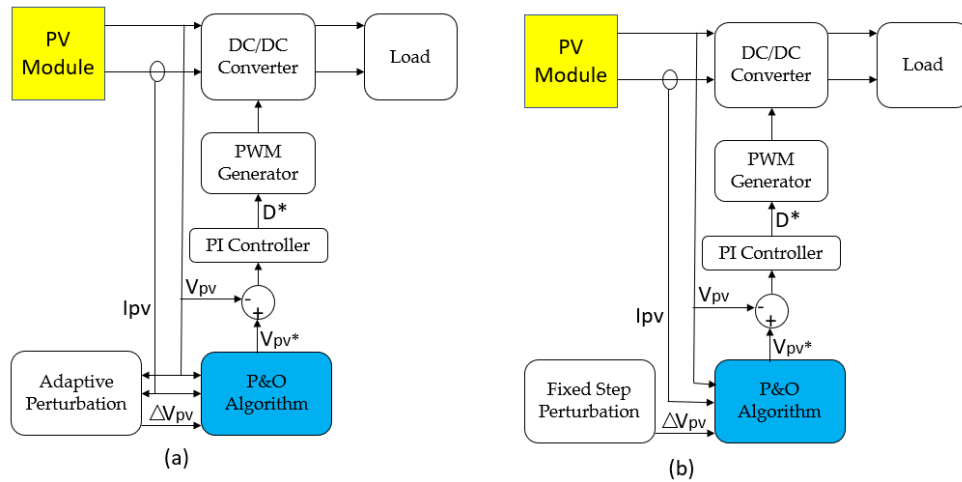 PV
Module
DC/DC
Converter
Load
PWM
Generator
D*
PI Controller
Vpv
-
+
Ipv
Vpv*
Adaptive
Perturbation
P&O
Algorithm
△Vpv
(a)
PV
Module
DC/DC
Converter
Load
PWM
Generator
D*
PI Controller
Vpv
-
+
Ipv
Vpv*
Fixed Step
Perturbation
P&O
Algorithm
△Vpv
(b)